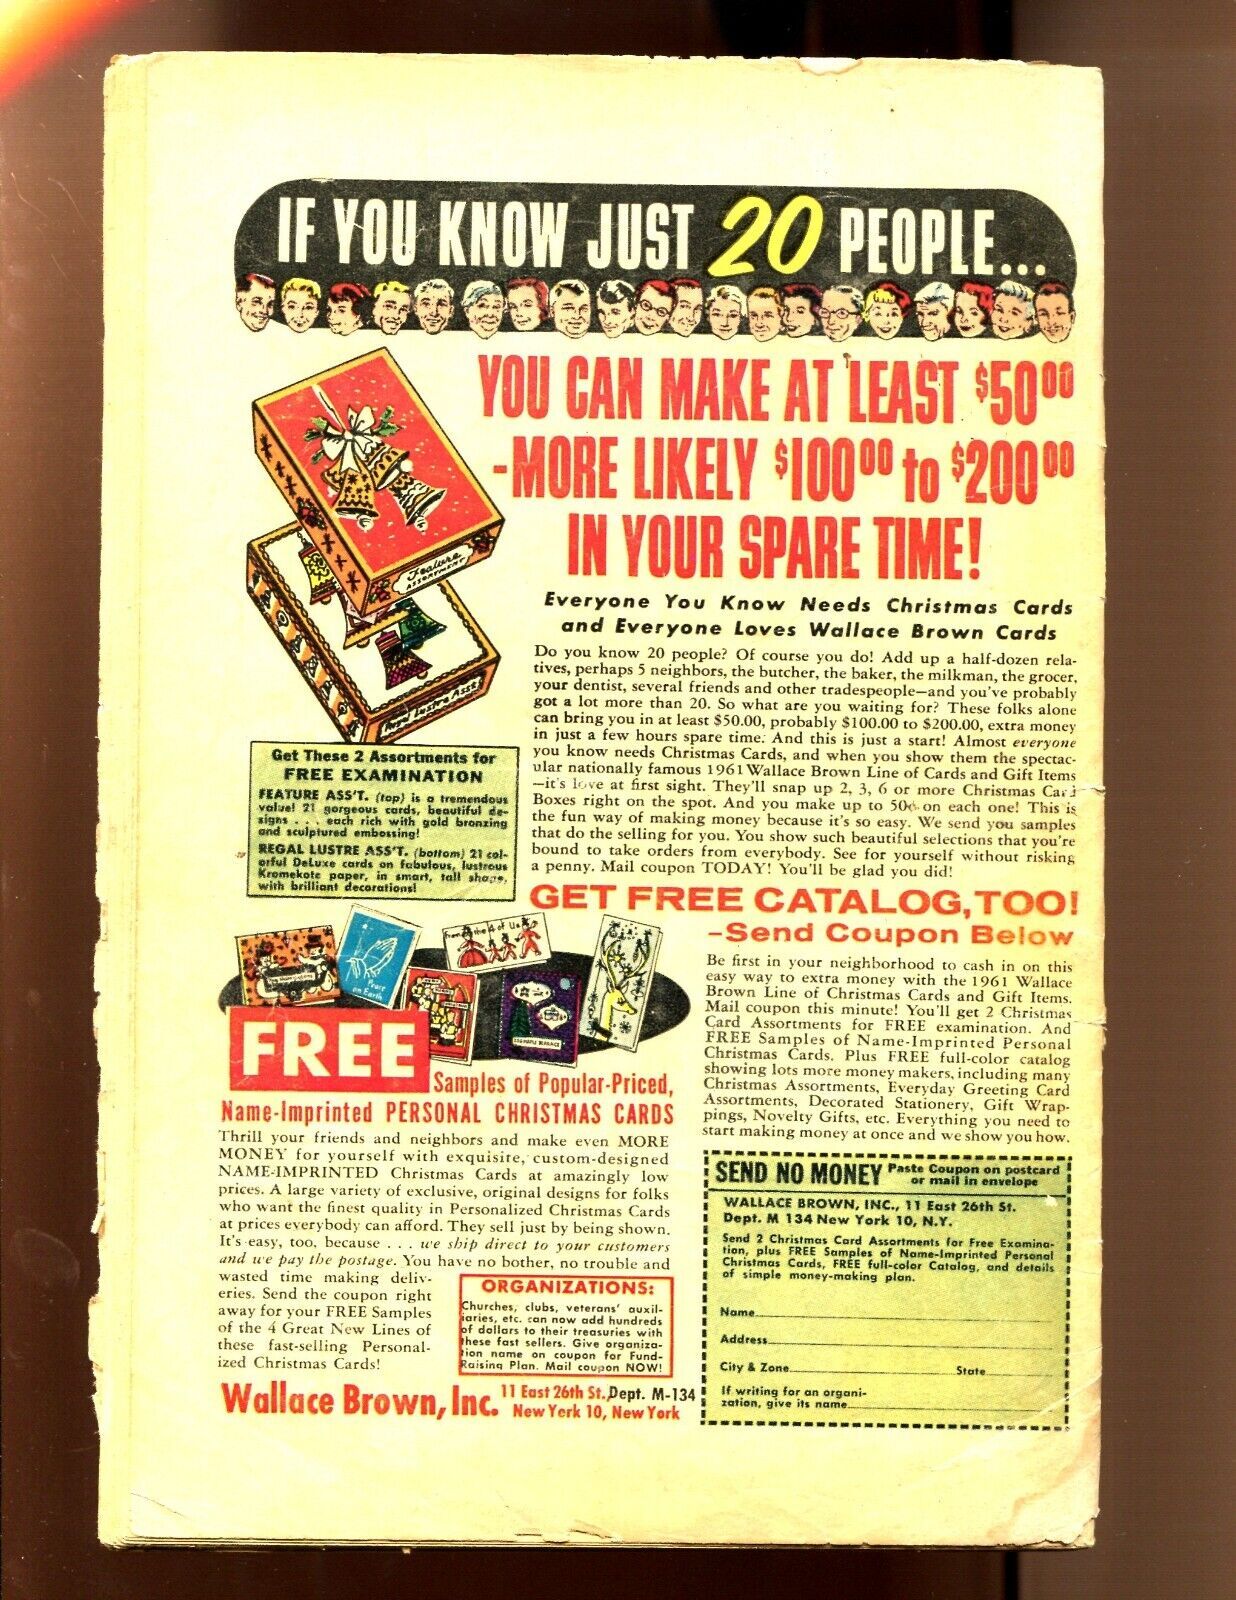 IF YOU KNOW JUST 20 PEOPLE...
YOU CAN MAKE AT LEAST $50.00
-MORE LIKELY $100.00 to $200.00
IN YOUR SPARE TIME!
Everyone You Know Needs Christmas Cards
and Everyone Loves Wallace Brown Cards
Do you know 20 people? Of course you do! Add up a half-dozen rela-
tives, perhaps 5 neighbors, the butcher, the baker, the milkman, the grocer,
your dentist, several friends and other tradespeople—and you've probably
got a lot more than 20. So what are you waiting for? These folks alone
can bring you in at least $50.00, probably $100.00 to $200.00, extra money
in just a few hours spare time. And this is just a start! Almost everyone
you know needs Christmas Cards, and when you show them the spectac-
ular nationally famous 1961 Wallace Brown Line of Cards and Gift Items
—it's love at first sight. They'll snap up 2, 3, 6 or more Christmas Card
Boxes right on the spot. And you make up to 50¢ on each one! This is
the fun way of making money because it's so easy. We send you samples
that do the selling for you. You show such beautiful selections that you're
bound to take orders from everybody. See for yourself without risking
a penny. Mail coupon TODAY! You'll be glad you did!
Feature
ASSORTMENT
Regal Lustre Ass't
Get These 2 Assortments for
FREE EXAMINATION
FEATURE ASS'T. (top) is a tremendous
value! 21 gorgeous cards, beautiful de-
signs . . . each rich with gold bronzing
and sculptured embossing!
REGAL LUSTRE ASS'T. (bottom) 21 col-
orful DeLuxe cards on fabulous, lustrous
Kromekote paper, in smart, tall shape,
with brilliant decorations!
GET FREE CATALOG, TOO!
-Send Coupon Below
Be first in your neighborhood to cash in on this
easy way to extra money with the 1961 Wallace
Brown Line of Christmas Cards and Gift Items.
Mail coupon this minute! You'll get 2 Christmas
Card Assortments for FREE examination. And
FREE Samples of Name-Imprinted Personal
Christmas Cards. Plus FREE full-color catalog
showing lots more money makers, including many
Christmas Assortments, Everyday Greeting Card
Assortments, Decorated Stationery, Gift Wrap-
pings, Novelty Gifts, etc. Everything you need to
start making money at once and we show you how.
Peace
on Earth
From the 4 of Us
FREE
Samples of Popular-Priced,
Name-Imprinted PERSONAL CHRISTMAS CARDS
Thrill your friends and neighbors and make even MORE
MONEY for yourself with exquisite, custom-designed
NAME-IMPRINTED Christmas Cards at amazingly low
prices. A large variety of exclusive, original designs for folks
who want the finest quality in Personalized Christmas Cards
at prices everybody can afford. They sell just by being shown.
It's easy, too, because . . . we ship direct to your customers
and we pay the postage. You have no bother, no trouble and
wasted time making deliv-
eries. Send the coupon right
away for your FREE Samples
of the 4 Great New Lines of
these fast-selling Personal-
ized Christmas Cards!
ORGANIZATIONS:
Churches, clubs, veterans' auxil-
iaries, etc. can now add hundreds
of dollars to their treasuries with
these fast sellers. Give organiza-
tion name on coupon for Fund-
Raising Plan. Mail coupon NOW!
Wallace Brown, Inc. 11 East 26th St., Dept. M-134
New York 10, New York
SEND NO MONEY Paste Coupon on postcard
or mail in envelope
WALLACE BROWN, INC., 11 East 26th St.
Dept. M 134 New York 10, N.Y.
Send 2 Christmas Card Assortments for Free Examina-
tion, plus FREE Samples of Name-Imprinted Personal
Christmas Cards, FREE full-color Catalog, and details
of simple money-making plan.
Name
Address
City & Zone State
If writing for an organi-
zation, give its name